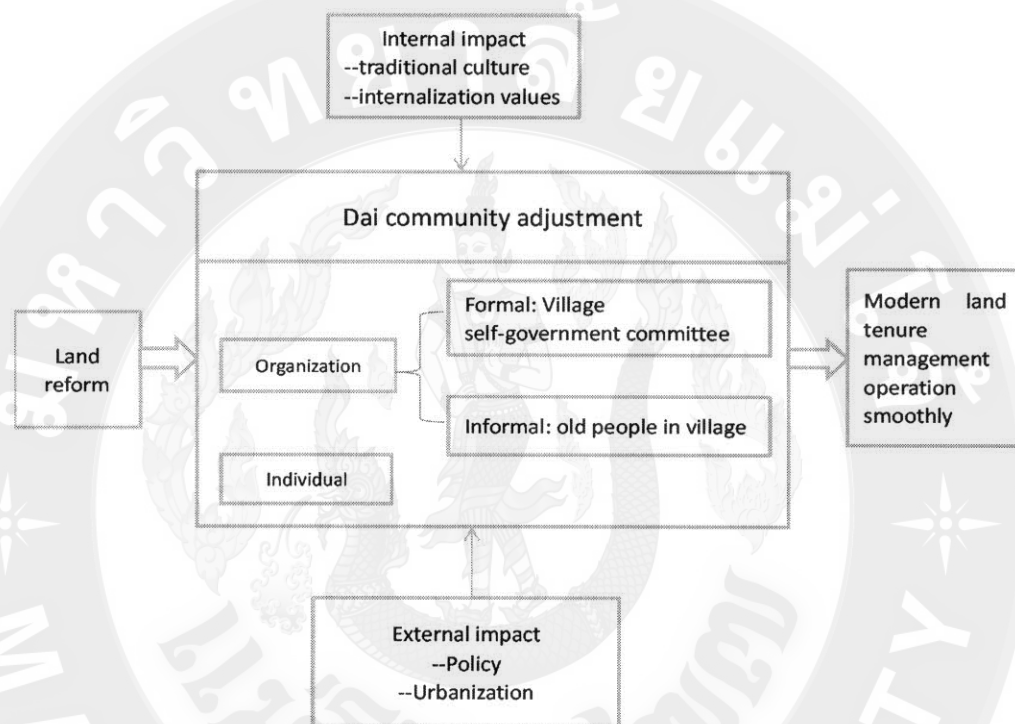 Internal impact
--traditional culture
--internalization values
Dai community adjustment
Land
reform
Organization
Formal: Village
self-government committee
Informal: old people in village
Individual
Modern land
tenure
management
operation
smoothly
External impact
--Policy
--Urbanization